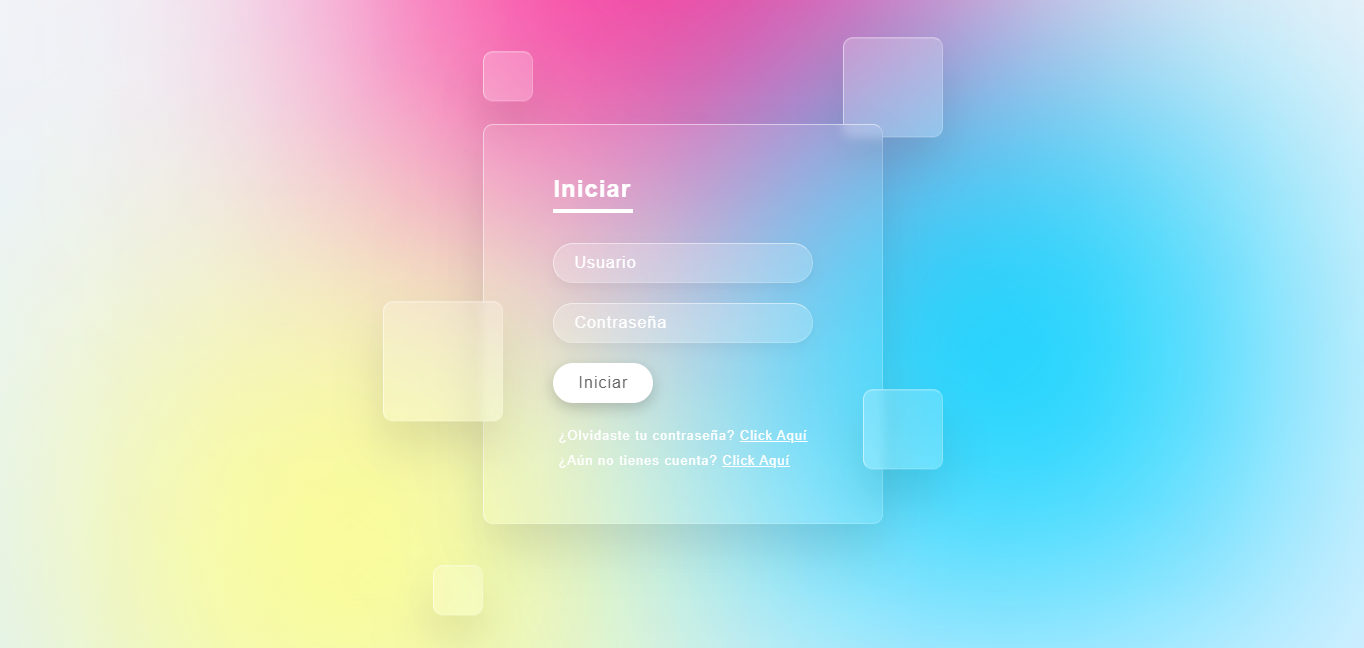 Iniciar
Usuario
Contraseña
Iniciar
¿Olvidaste tu contraseña? Click Aquí
¿Aún no tienes cuenta? Click Aquí